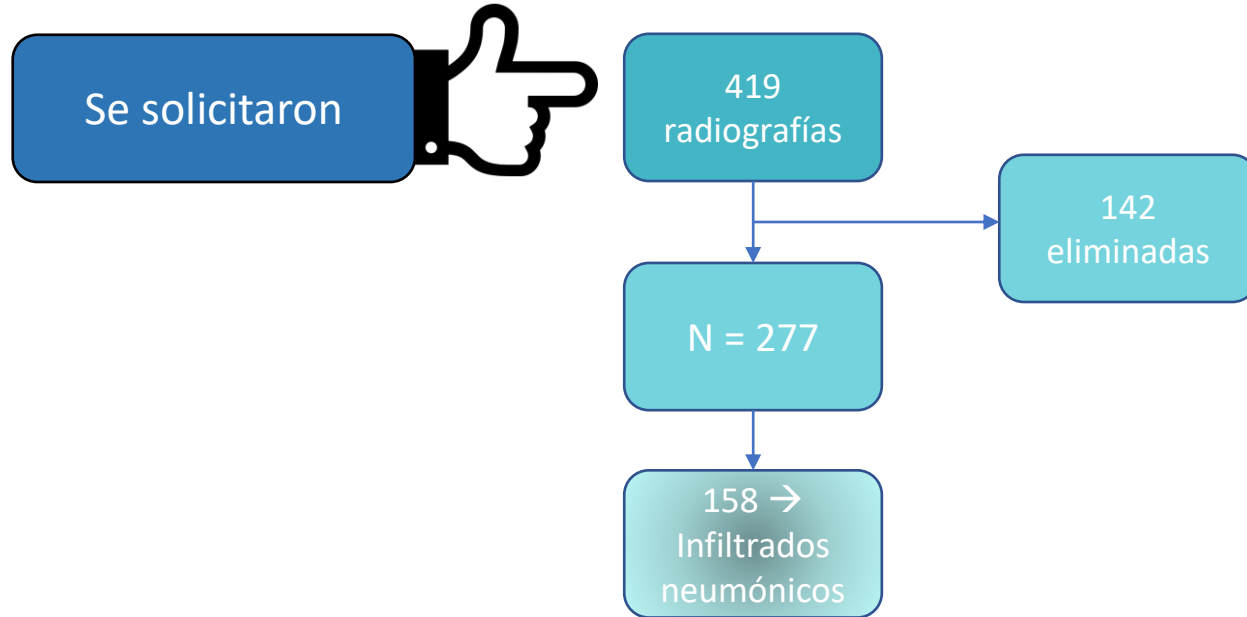 Se solicitaron
419
radiografías
142
eliminadas
N = 277
158 →
Infiltrados
neumónicos